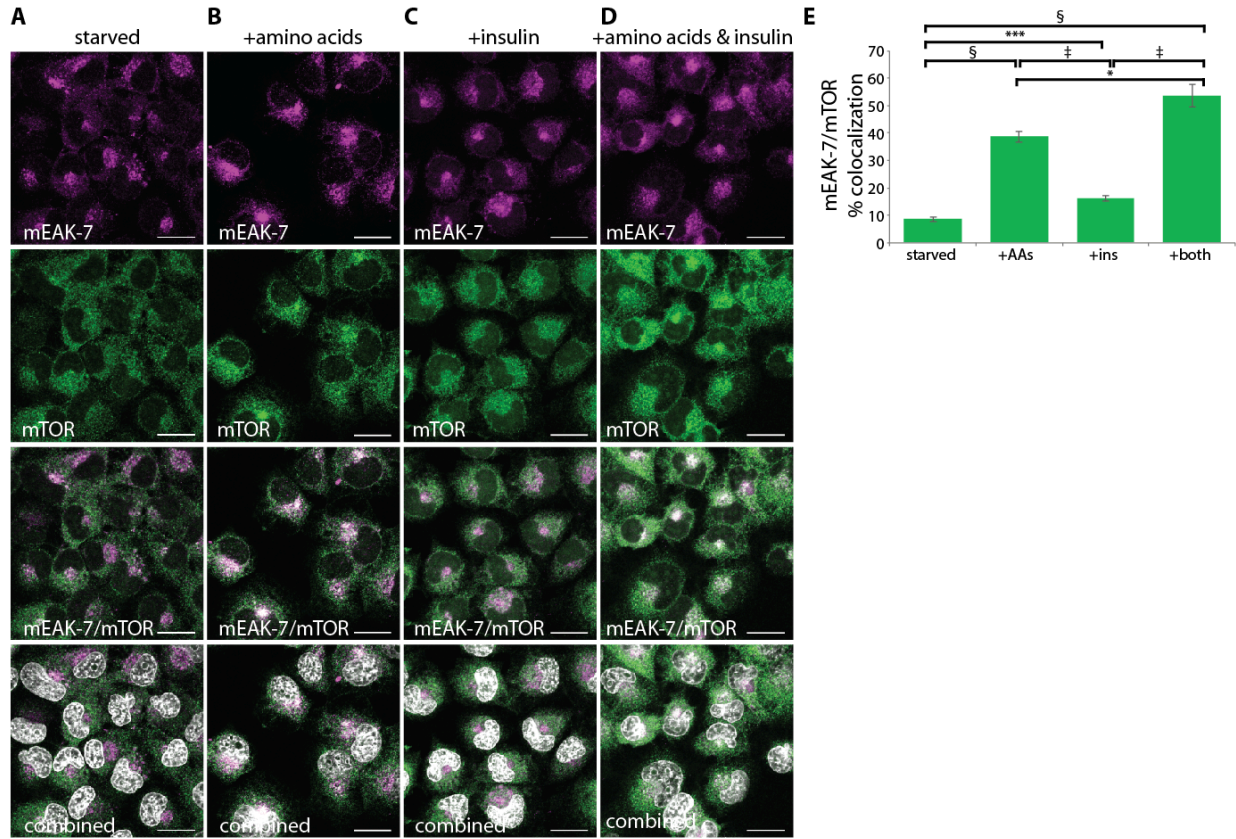 A
B
C
D
E
starved
+amino acids
+insulin
+amino acids & insulin
mEAK-7
mEAK-7
mEAK-7
mEAK-7
mTOR
mTOR
mTOR
mTOR
mEAK-7/mTOR
mEAK-7/mTOR
mEAK-7/mTOR
mEAK-7/mTOR
combined
combined
combined
combined
§
***
§
‡
‡
*
mEAK-7/mTOR
% colocalization
70
60
50
40
30
20
10
0
starved
+AAs
+ins
+both